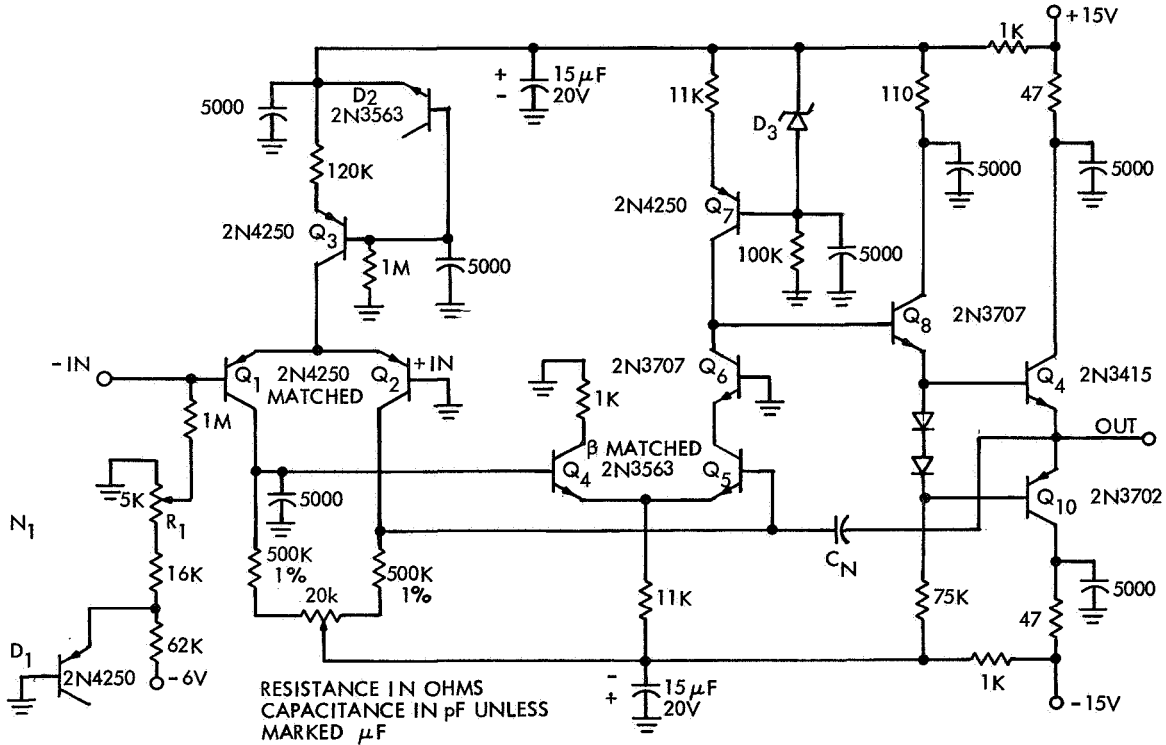 +15V
1K
15μF
20V
+
-
D2
2N3563
5000
11K
D3
110
47
5000
5000
120K
2N4250
Q3
2N4250
Q7
1M
5000
100K
5000
Q8
2N3707
-IN
Q1
2N4250
MATCHED
Q2
+IN
2N3707
Q6
1K
Q4
2N3415
OUT
1M
β MATCHED
2N3563
Q4
Q5
5K
R1
N1
5000
Q10
2N3702
500K
1%
500K
1%
20k
CN
16K
11K
75K
5000
47
62K
D1
2N4250
-6V
RESISTANCE IN OHMS
CAPACITANCE IN pF UNLESS
MARKED μF
-
+
15μF
20V
1K
-15V